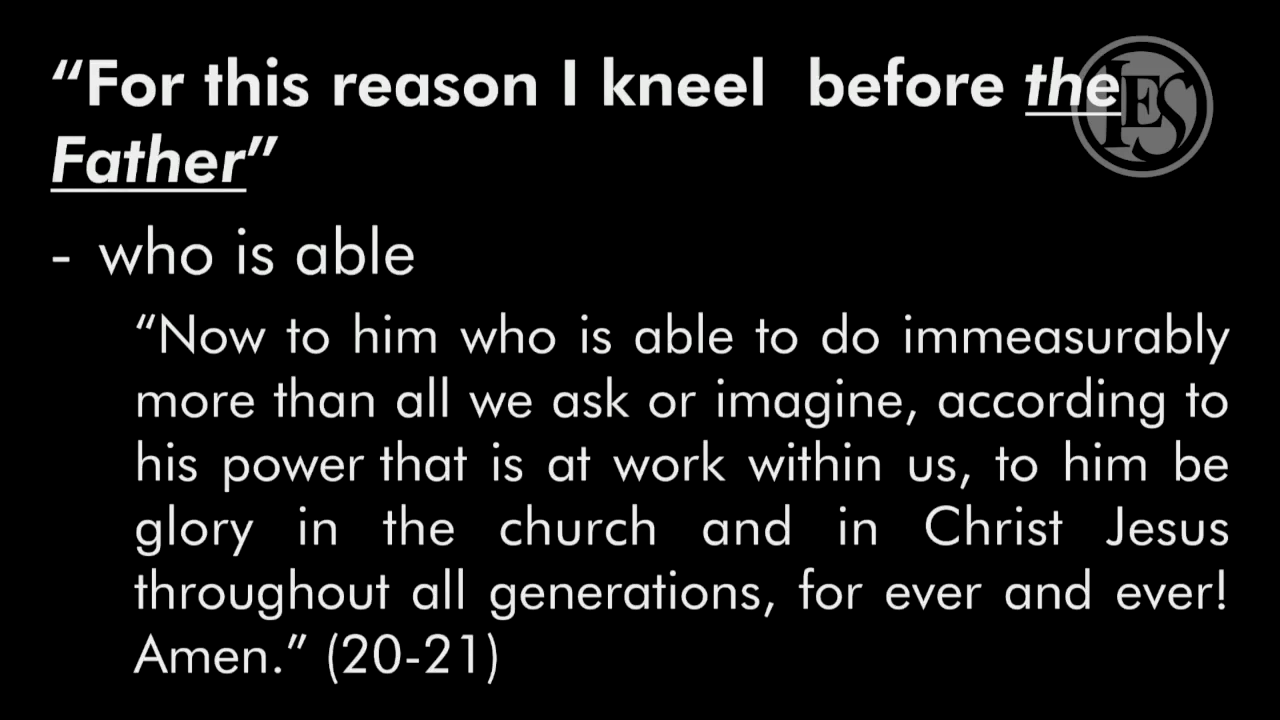 “For this reason I kneel  before the
Father”
- who is able
“Now to him who is able to do immeasurably
more than all we ask or imagine, according to
his power that is at work within us, to him be
glory in the church and in Christ Jesus
throughout all generations, for ever and ever!
Amen.” (20-21)
LES